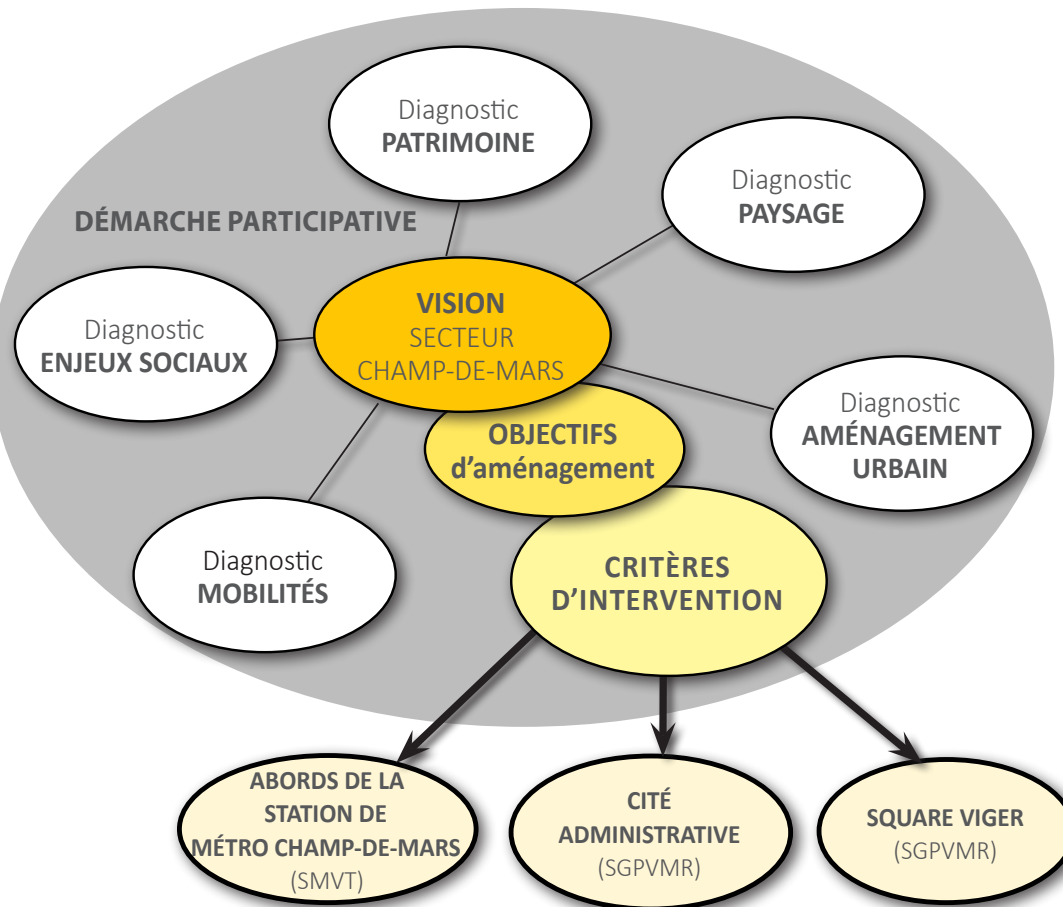 Diagnostic
PATRIMOINE
Diagnostic
PAYSAGE
DÉMARCHE PARTICIPATIVE
VISION
SECTEUR
CHAMP-DE-MARS
Diagnostic
ENJEUX SOCIAUX
Diagnostic
AMÉNAGEMENT
URBAIN
OBJECTIFS
d'aménagement
Diagnostic
MOBILITÉS
CRITÈRES
D'INTERVENTION
ABORDS DE LA
STATION DE
MÉTRO CHAMP-DE-MARS
(SMVT)
CITÉ
ADMINISTRATIVE
(SGPVMR)
SQUARE VIGER
(SGPVMR)